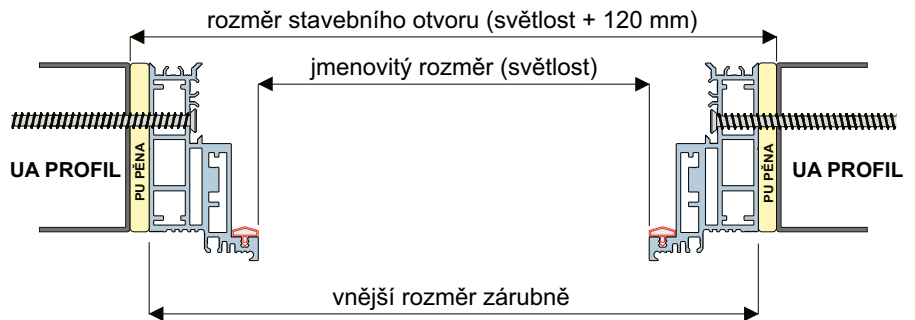 rozměr stavebního otvoru (světlost + 120 mm)
jmenovitý rozměr (světlost)
UA PROFIL
PU PĚNA
PU PĚNA
UA PROFIL
vnější rozměr zárubně